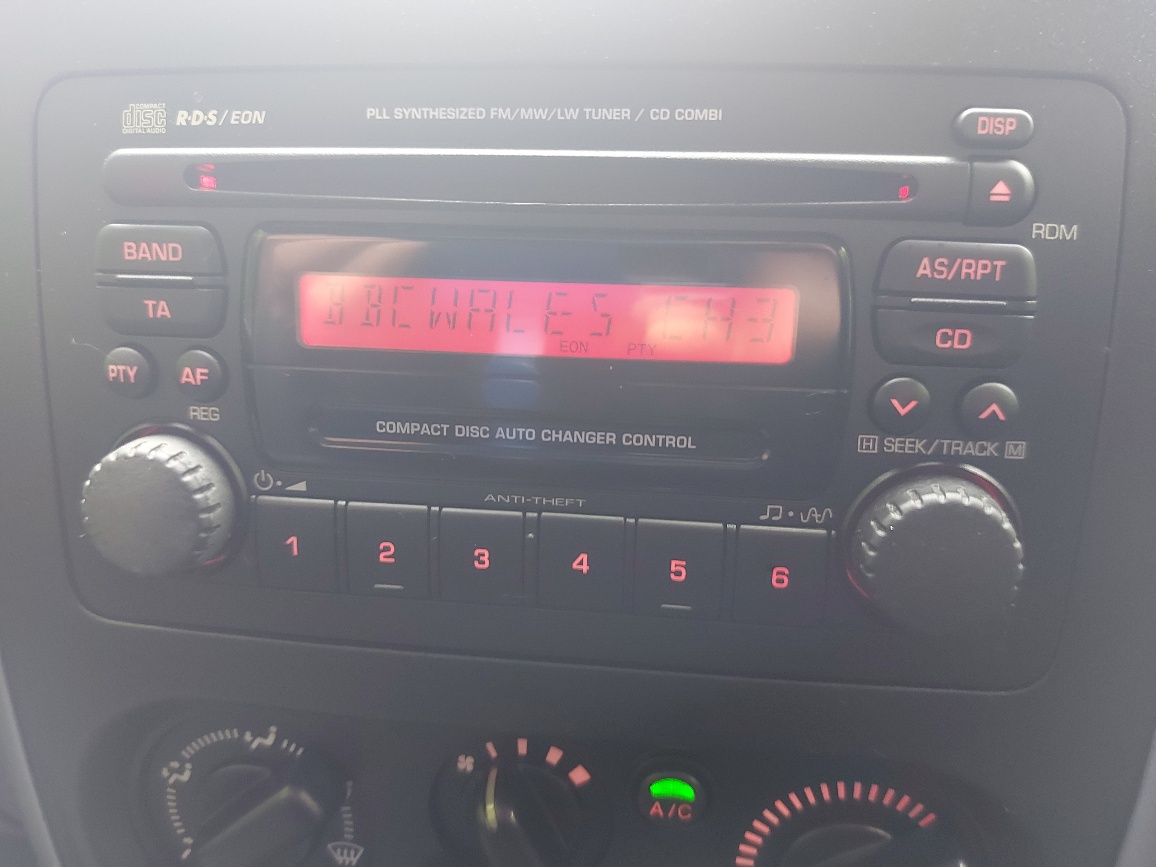 COMPACT
disc
DIGITAL AUDIO
R·D·S/EON
PLL SYNTHESIZED FM/MW/LW TUNER / CD COMBI
DISP
RDM
BAND
TA
PTY
AF
REG
BBCWALES CH3
EON PTY
AS/RPT
CD
COMPACT DISC AUTO CHANGER CONTROL
H SEEK/TRACK M
ANTI-THEFT
1 2 3 4 5 6
A/C